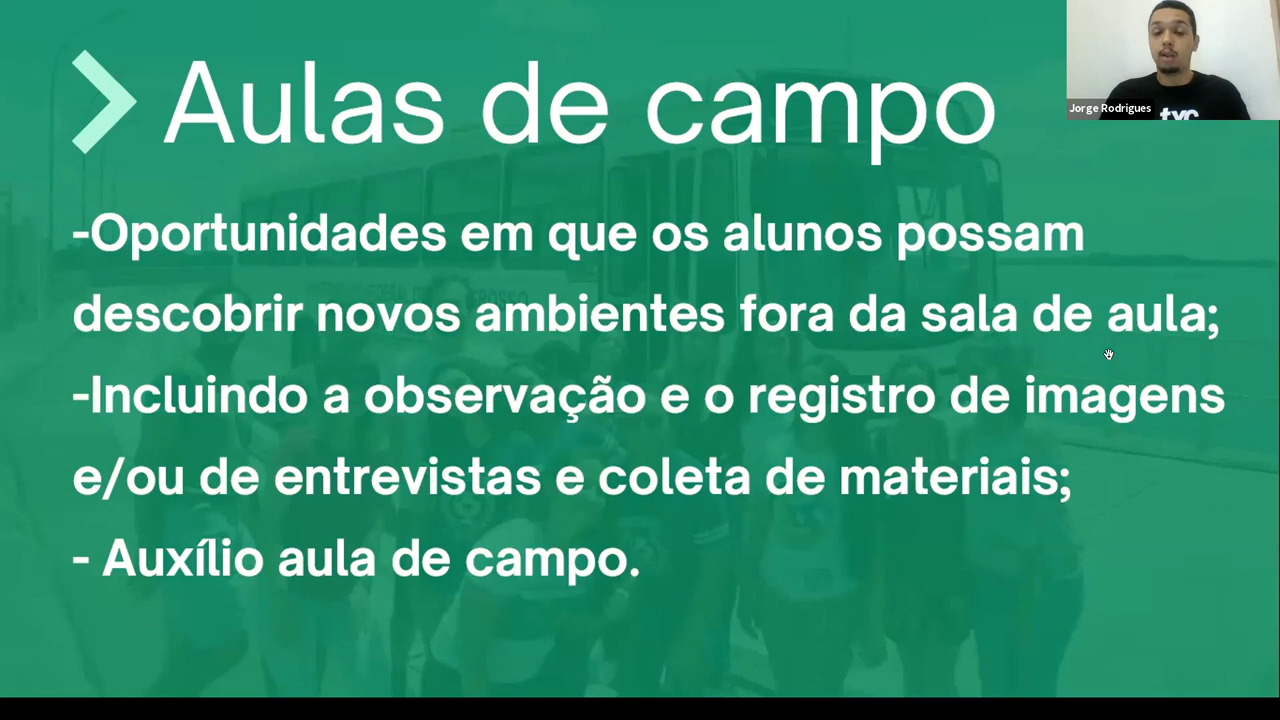 Aulas de campo
Jorge Rodrigues
tyc
-Oportunidades em que os alunos possam
descobrir novos ambientes fora da sala de aula;
-Incluindo a observação e o registro de imagens
e/ou de entrevistas e coleta de materiais;
- Auxílio aula de campo.